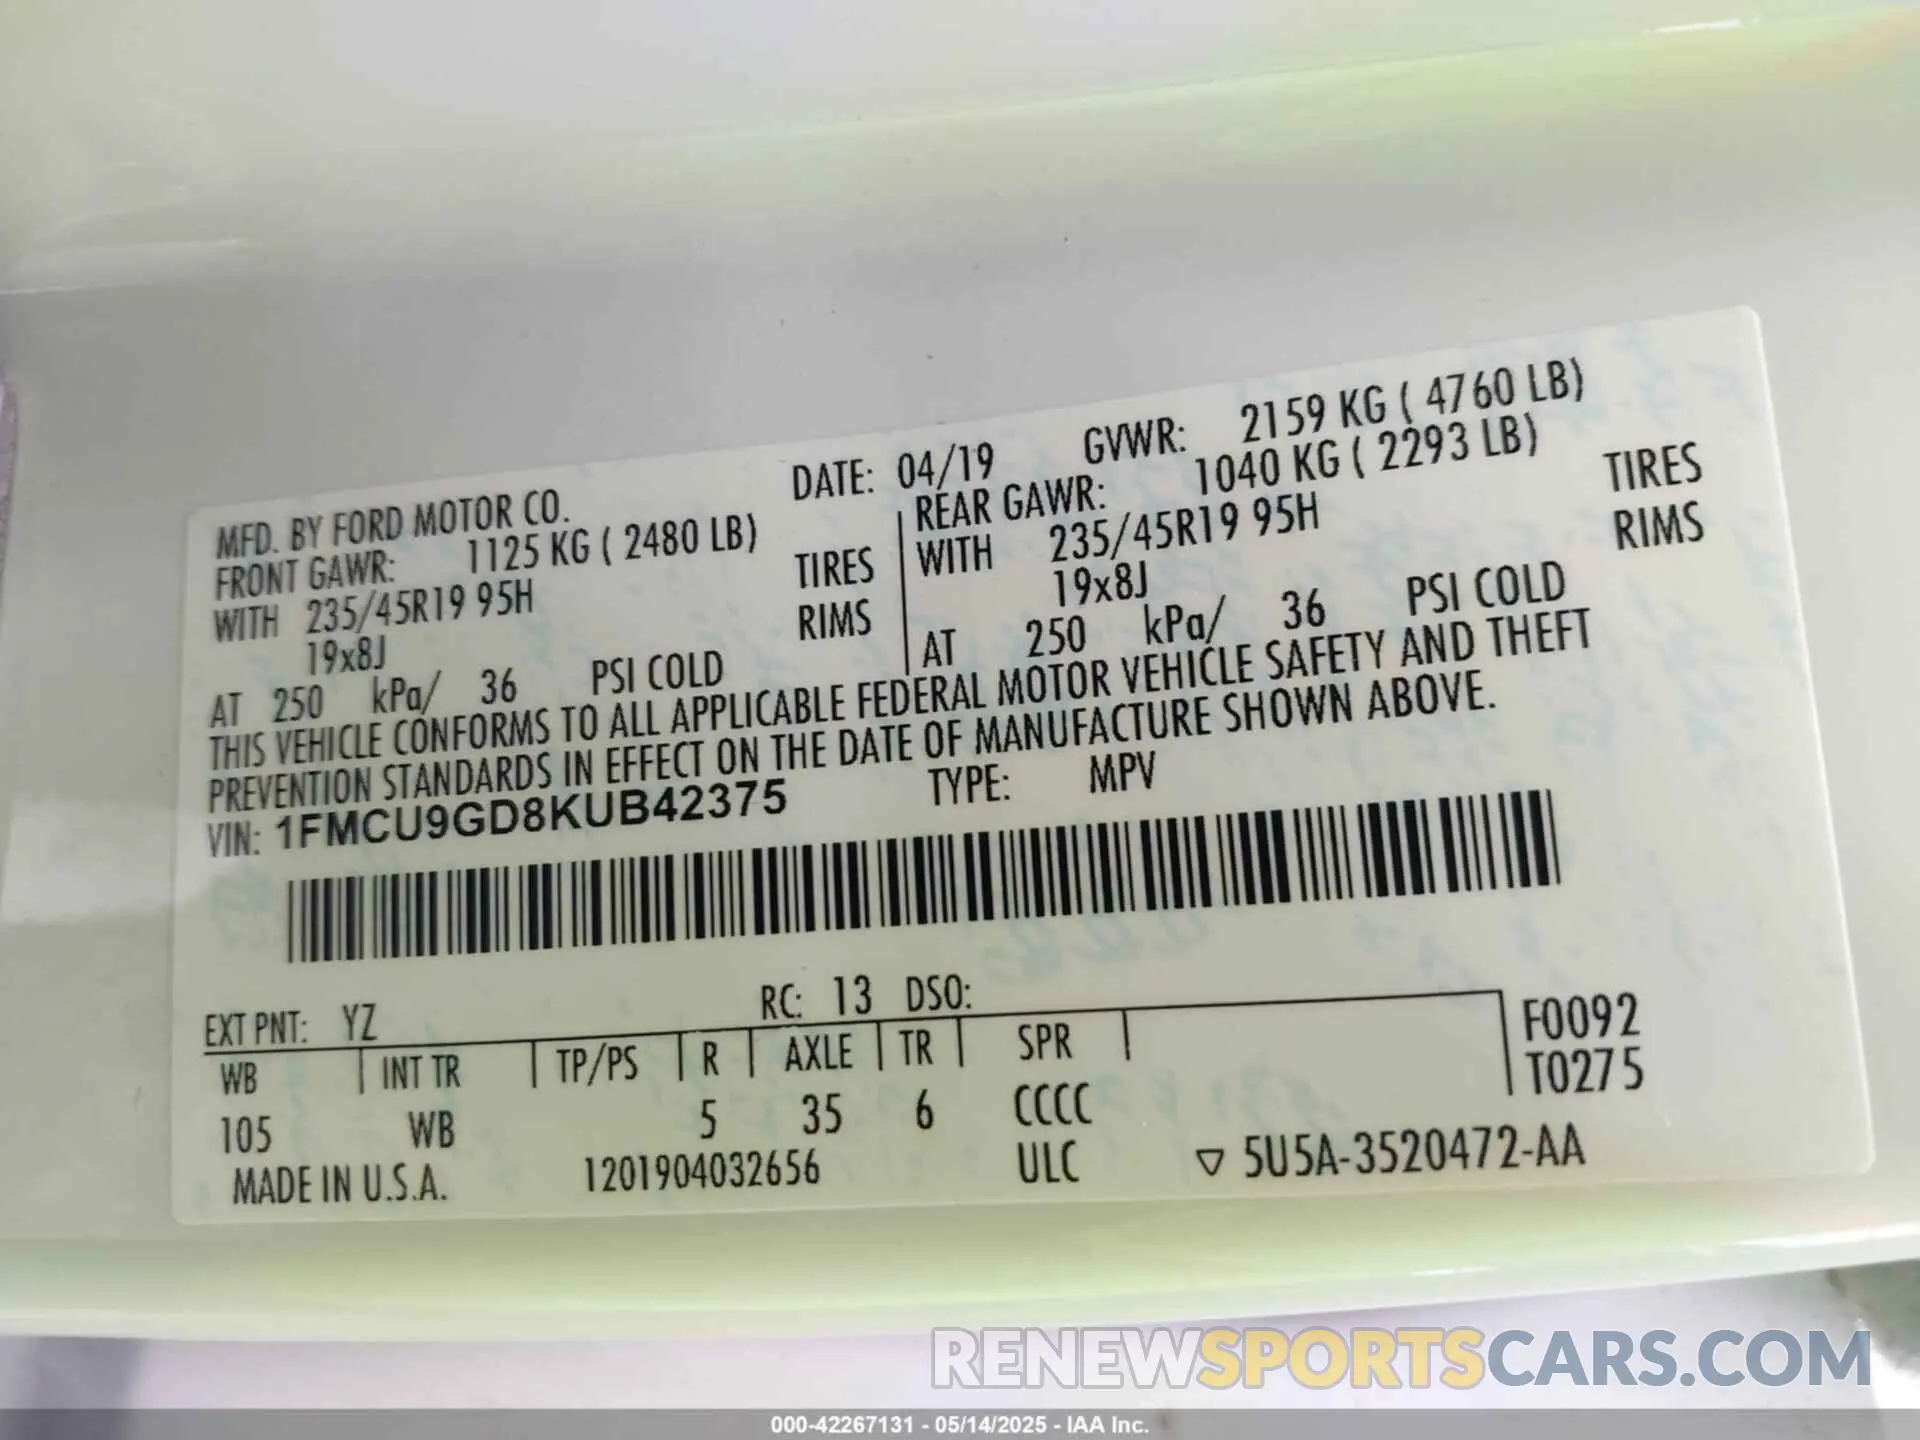 MFD. BY FORD MOTOR CO. DATE: 04/19 GVWR: 2159 KG ( 4760 LB)
FRONT GAWR: 1125 KG ( 2480 LB) REAR GAWR: 1040 KG ( 2293 LB)
WITH 235/45R19 95H TIRES WITH 235/45R19 95H TIRES
19x8J RIMS 19x8J RIMS
AT 250 kPa/ 36 PSI COLD AT 250 kPa/ 36 PSI COLD
THIS VEHICLE CONFORMS TO ALL APPLICABLE FEDERAL MOTOR VEHICLE SAFETY AND THEFT
PREVENTION STANDARDS IN EFFECT ON THE DATE OF MANUFACTURE SHOWN ABOVE.
VIN: 1FMCU9GD8KUB42375 TYPE: MPV
EXT PNT: YZ RC: 13 DSO:
WB INT TR TP/PS R AXLE TR SPR F0092
105 WB 5 35 6 CCCC T0275
MADE IN U.S.A. 1201904032656 ULC ▽ 5U5A-3520472-AA
RENEWSPORTSCARS.COM
000-42267131 - 05/14/2025 - IAA Inc.